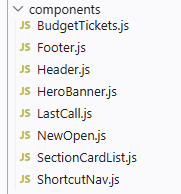 components
JS BudgetTickets.js
JS Footer.js
JS Header.js
JS HeroBanner.js
JS LastCall.js
JS NewOpen.js
JS SectionCardList.js
JS ShortcutNav.js